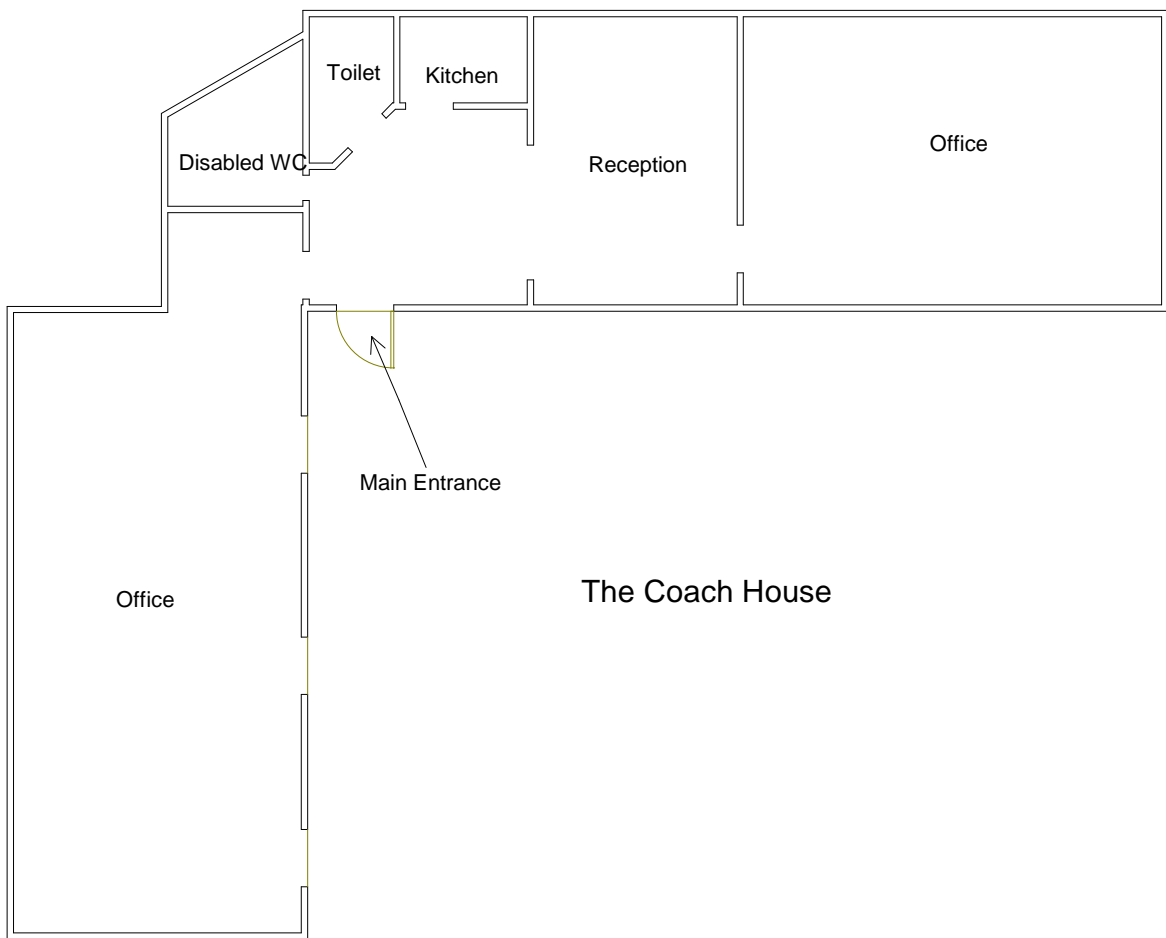 Toilet
Kitchen
Office
Disabled WC
Reception
Main Entrance
The Coach House
Office